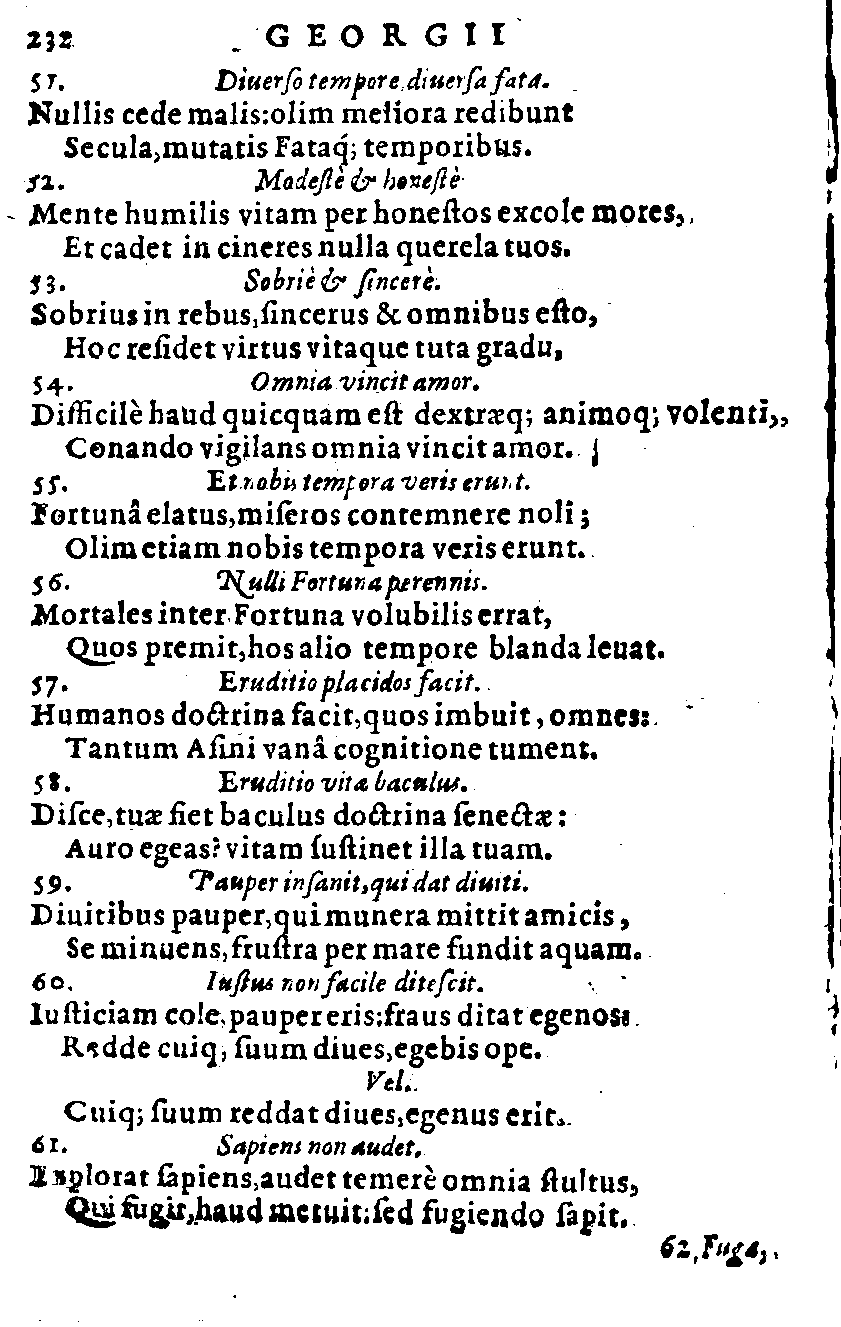 232 GEORGII
51. Diuerſo tempore, diuerſa fata.
Nullis cede malis: olim meliora redibunt
Secula, mutatis Fataq́; temporibus.
52. Modeſtè & honeſtè
Mente humilis vitam per honeſtos excole mores,
Et cadet in cineres nulla querela tuos.
53. Sobriè & ſincerè.
Sobrius in rebus, ſincerus & omnibus eſto,
Hoc reſidet virtus vitaque tuta gradu,
54. Omnia vincit amor.
Difficilè haud quicquam eſt dextræq; animoq; volenti,
Conando vigilans omnia vincit amor.
55. Et nobis tempora veris erunt.
Fortunâ elatus, miſeros contemnere noli;
Olim etiam nobis tempora veris erunt.
56. Nulli Fortuna perennis.
Mortales inter Fortuna volubilis errat,
Quos premit, hos alio tempore blanda leuat.
57. Eruditio placidos facit.
Humanos doctrina facit, quos imbuit, omnes:
Tantum Aſini vanâ cognitione tument.
58. Eruditio vitæ baculus.
Diſce, tuæ fiet baculus doctrina ſenectæ:
Auro egeas? vitam ſuſtinet illa tuam.
59. Pauper inſanit, qui dat diuiti.
Diuitibus pauper, qui munera mittit amicis,
Se minuens, fruſtra per mare fundit aquam.
60. Iuſtus non facile diteſcit.
Iuſticiam cole, pauper eris: fraus ditat egenos:
Redde cuiq; ſuum diues, egebis ope.
Vel.
Cuiq; ſuum reddat diues, egenus erit.
61. Sapiens non audet.
Explorat ſapiens, audet temerè omnia ſtultus,
Qui fugit, haud metuit: ſed fugiendo ſapit.
62, Fuga,